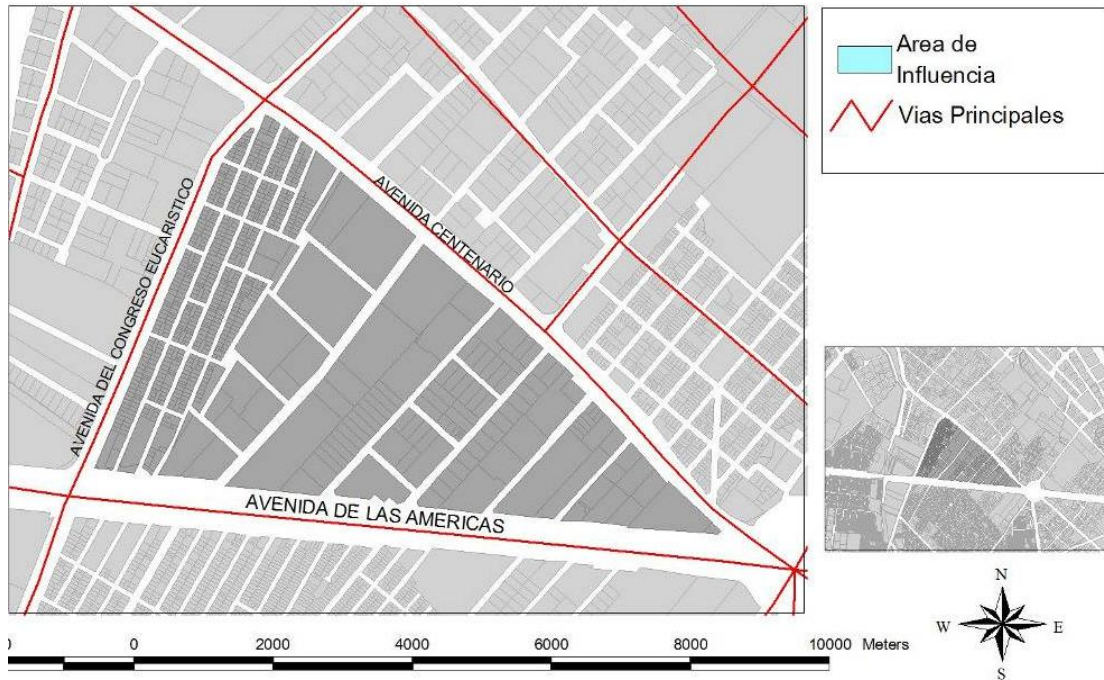 AVENIDA DEL CONGRESO EUCARISTICO
AVENIDA CENTENARIO
AVENIDA DE LAS AMERICAS
Area de
Influencia
Vias Principales
N
W E
S
0 2000 4000 6000 8000 10000 Meters